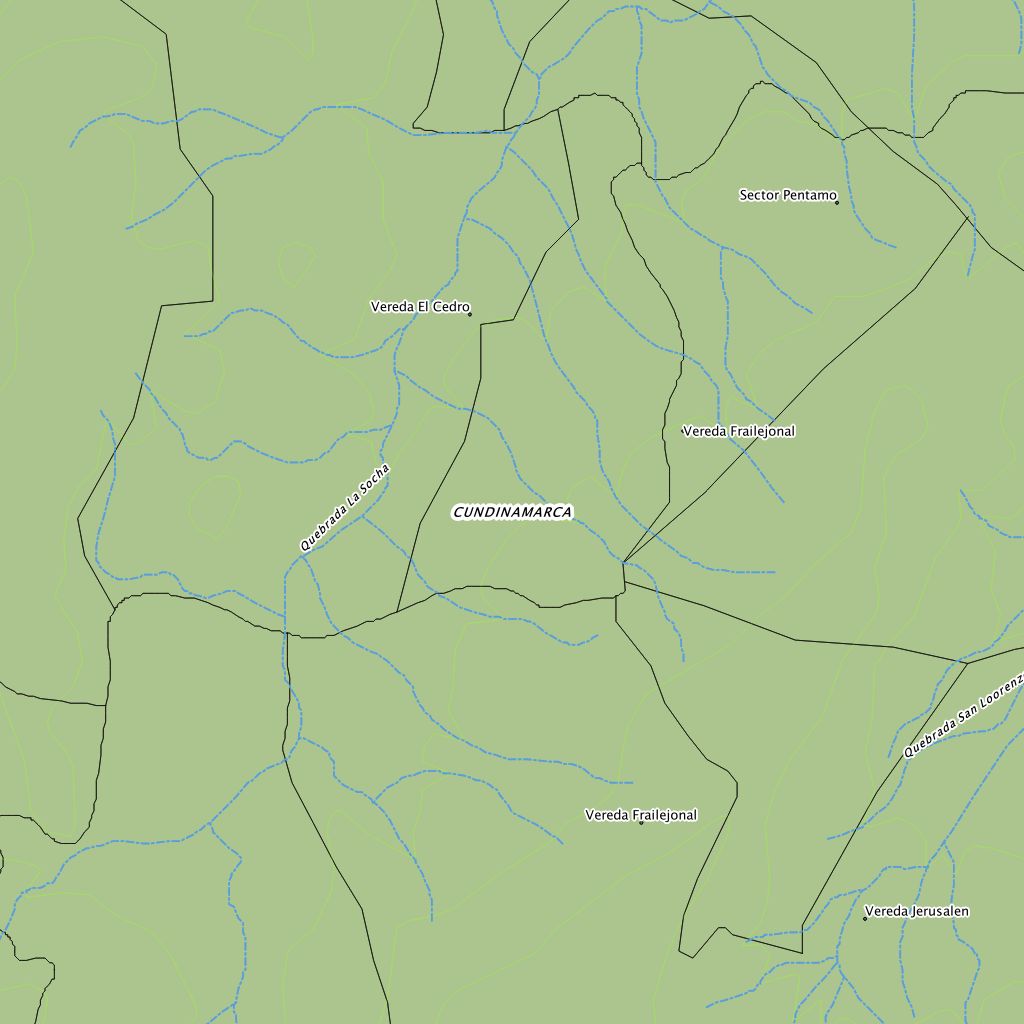 Sector Pentamo
Vereda El Cedro
Vereda Frailejonal
Quebrada La Socha
CUNDINAMARCA
Quebrada San Loorenz
Vereda Frailejonal
Vereda Jerusalen